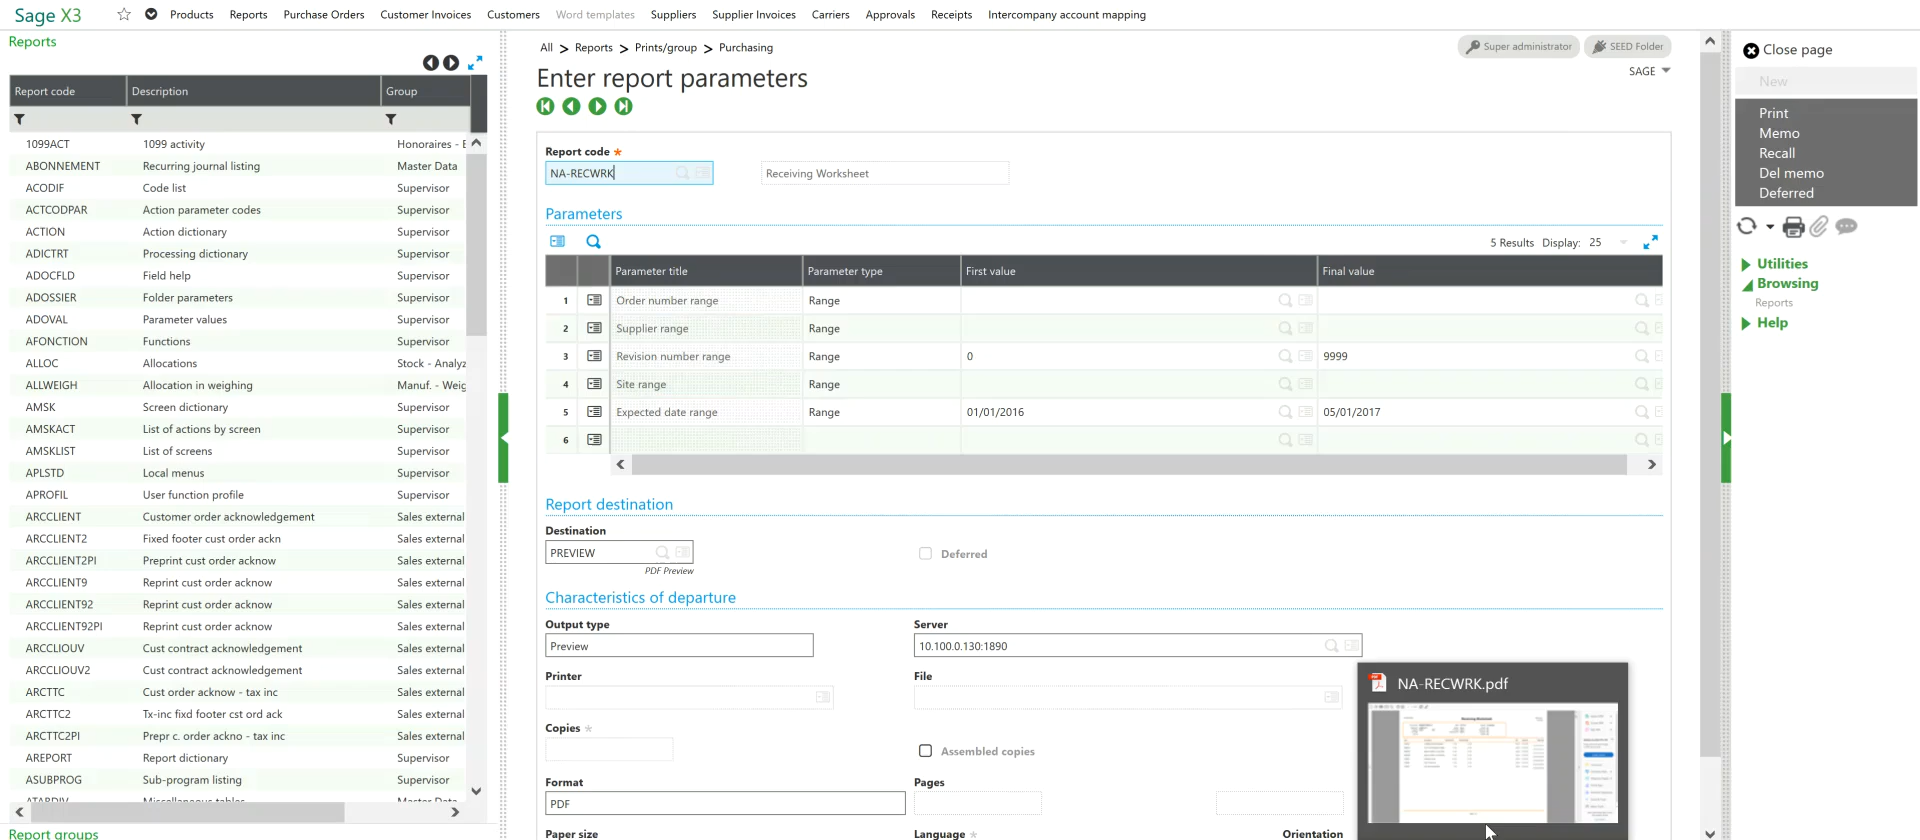 Sage X3
Products
Reports
Purchase Orders
Customer Invoices
Customers
Word templates
Suppliers
Supplier Invoices
Carriers
Approvals
Receipts
Intercompany account mapping
Reports
Report code Description Group
1099ACT 1099 activity Honoraires - E
ABONNEMENT Recurring journal listing Master Data
ACODIF Code list Supervisor
ACTCODPAR Action parameter codes Supervisor
ACTION Action dictionary Supervisor
ADICTRT Processing dictionary Supervisor
ADOCFLD Field help Supervisor
ADOSSIER Folder parameters Supervisor
ADOVAL Parameter values Supervisor
AFONCTION Functions Supervisor
ALLOC Allocations Stock - Analyz
ALLWEIGH Allocation in weighing Manuf. - Weig
AMSK Screen dictionary Supervisor
AMSKACT List of actions by screen Supervisor
AMSKLIST List of screens Supervisor
APLSTD Local menus Supervisor
APROFIL User function profile Supervisor
ARCCLIENT Customer order acknowledgement Sales external
ARCCLIENT2 Fixed footer cust order ackn Sales external
ARCCLIENT2PI Preprint cust order acknow Sales external
ARCCLIENT9 Reprint cust order acknow Sales external
ARCCLIENT92 Reprint cust order acknow Sales external
ARCCLIENT92PI Reprint cust order acknow Sales external
ARCCLIOUV Cust contract acknowledgement Sales external
ARCCLIOUV2 Cust contract acknowledgement Sales external
ARCTTC Cust order acknow - tax inc Sales external
ARCTTC2 Tx-inc fixd footer cst ord ack Sales external
ARCTTC2PI Prepr c. order ackno - tax inc Sales external
AREPORT Report dictionary Supervisor
ASUBPROG Sub-program listing Supervisor
ATABDIV Miscellaneous tables Master Data
Report groups
All > Reports > Prints/group > Purchasing
Super administrator
SEED Folder
SAGE
Enter report parameters
Report code *
NA-RECWRK
Receiving Worksheet
Parameters
5 Results Display: 25
Parameter title Parameter type First value Final value
1 Order number range Range
2 Supplier range Range
3 Revision number range Range 0 9999
4 Site range Range
5 Expected date range Range 01/01/2016 05/01/2017
6
Report destination
Destination
PREVIEW
PDF Preview
Deferred
Characteristics of departure
Output type Server
Preview 10.100.0.130:1890
Printer File
Copies *
Assembled copies
Format Pages
PDF
Paper size Language * Orientation
NA-RECWRK.pdf
Close page
New
Print
Memo
Recall
Del memo
Deferred
Utilities
Browsing
Reports
Help